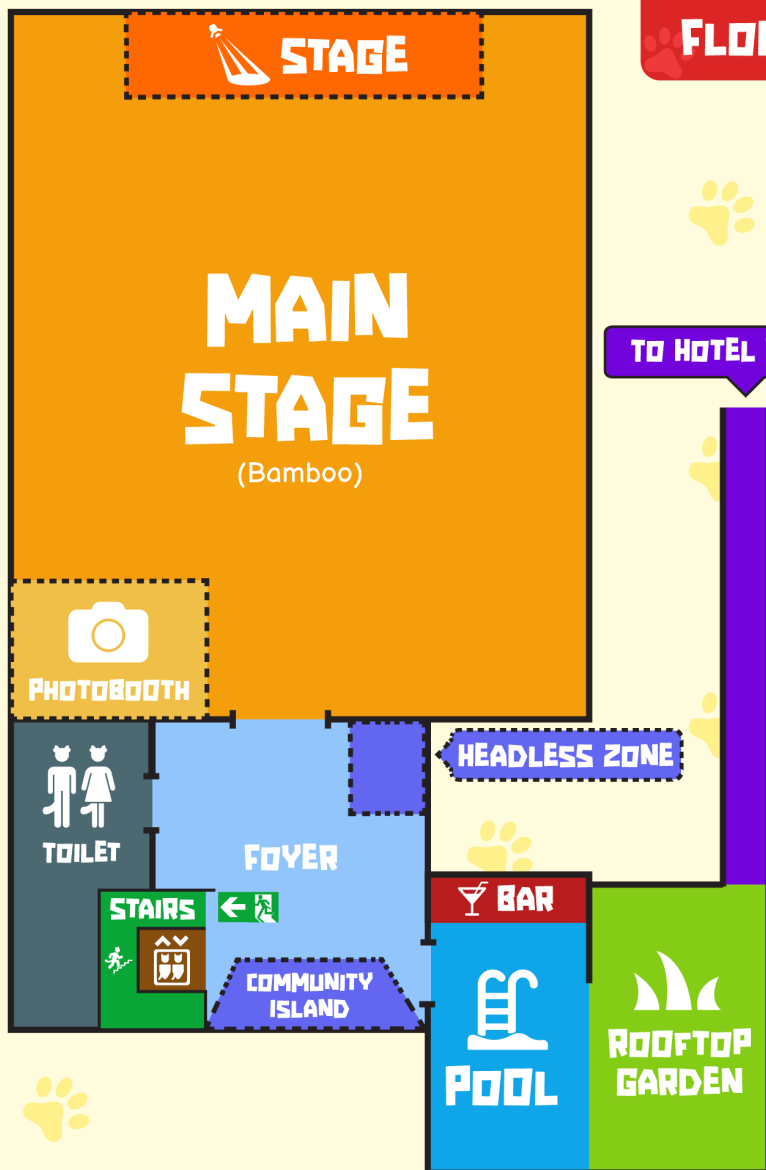 STAGE
MAIN
STAGE
(Bamboo)
TO HOTEL
PHOTOBOOTH
HEADLESS ZONE
TOILET
FOYER
STAIRS
BAR
COMMUNITY
ISLAND
POOL
ROOFTOP
GARDEN